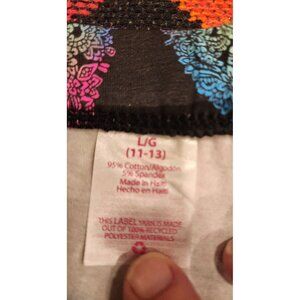 L/G
(11-13)
95% Cotton/Algodón
5% Spandex
Made in Haiti
Hecho en Haití
THIS LABEL YARN IS MADE
OUT OF 100% RECYCLED
POLYESTER MATERIALS